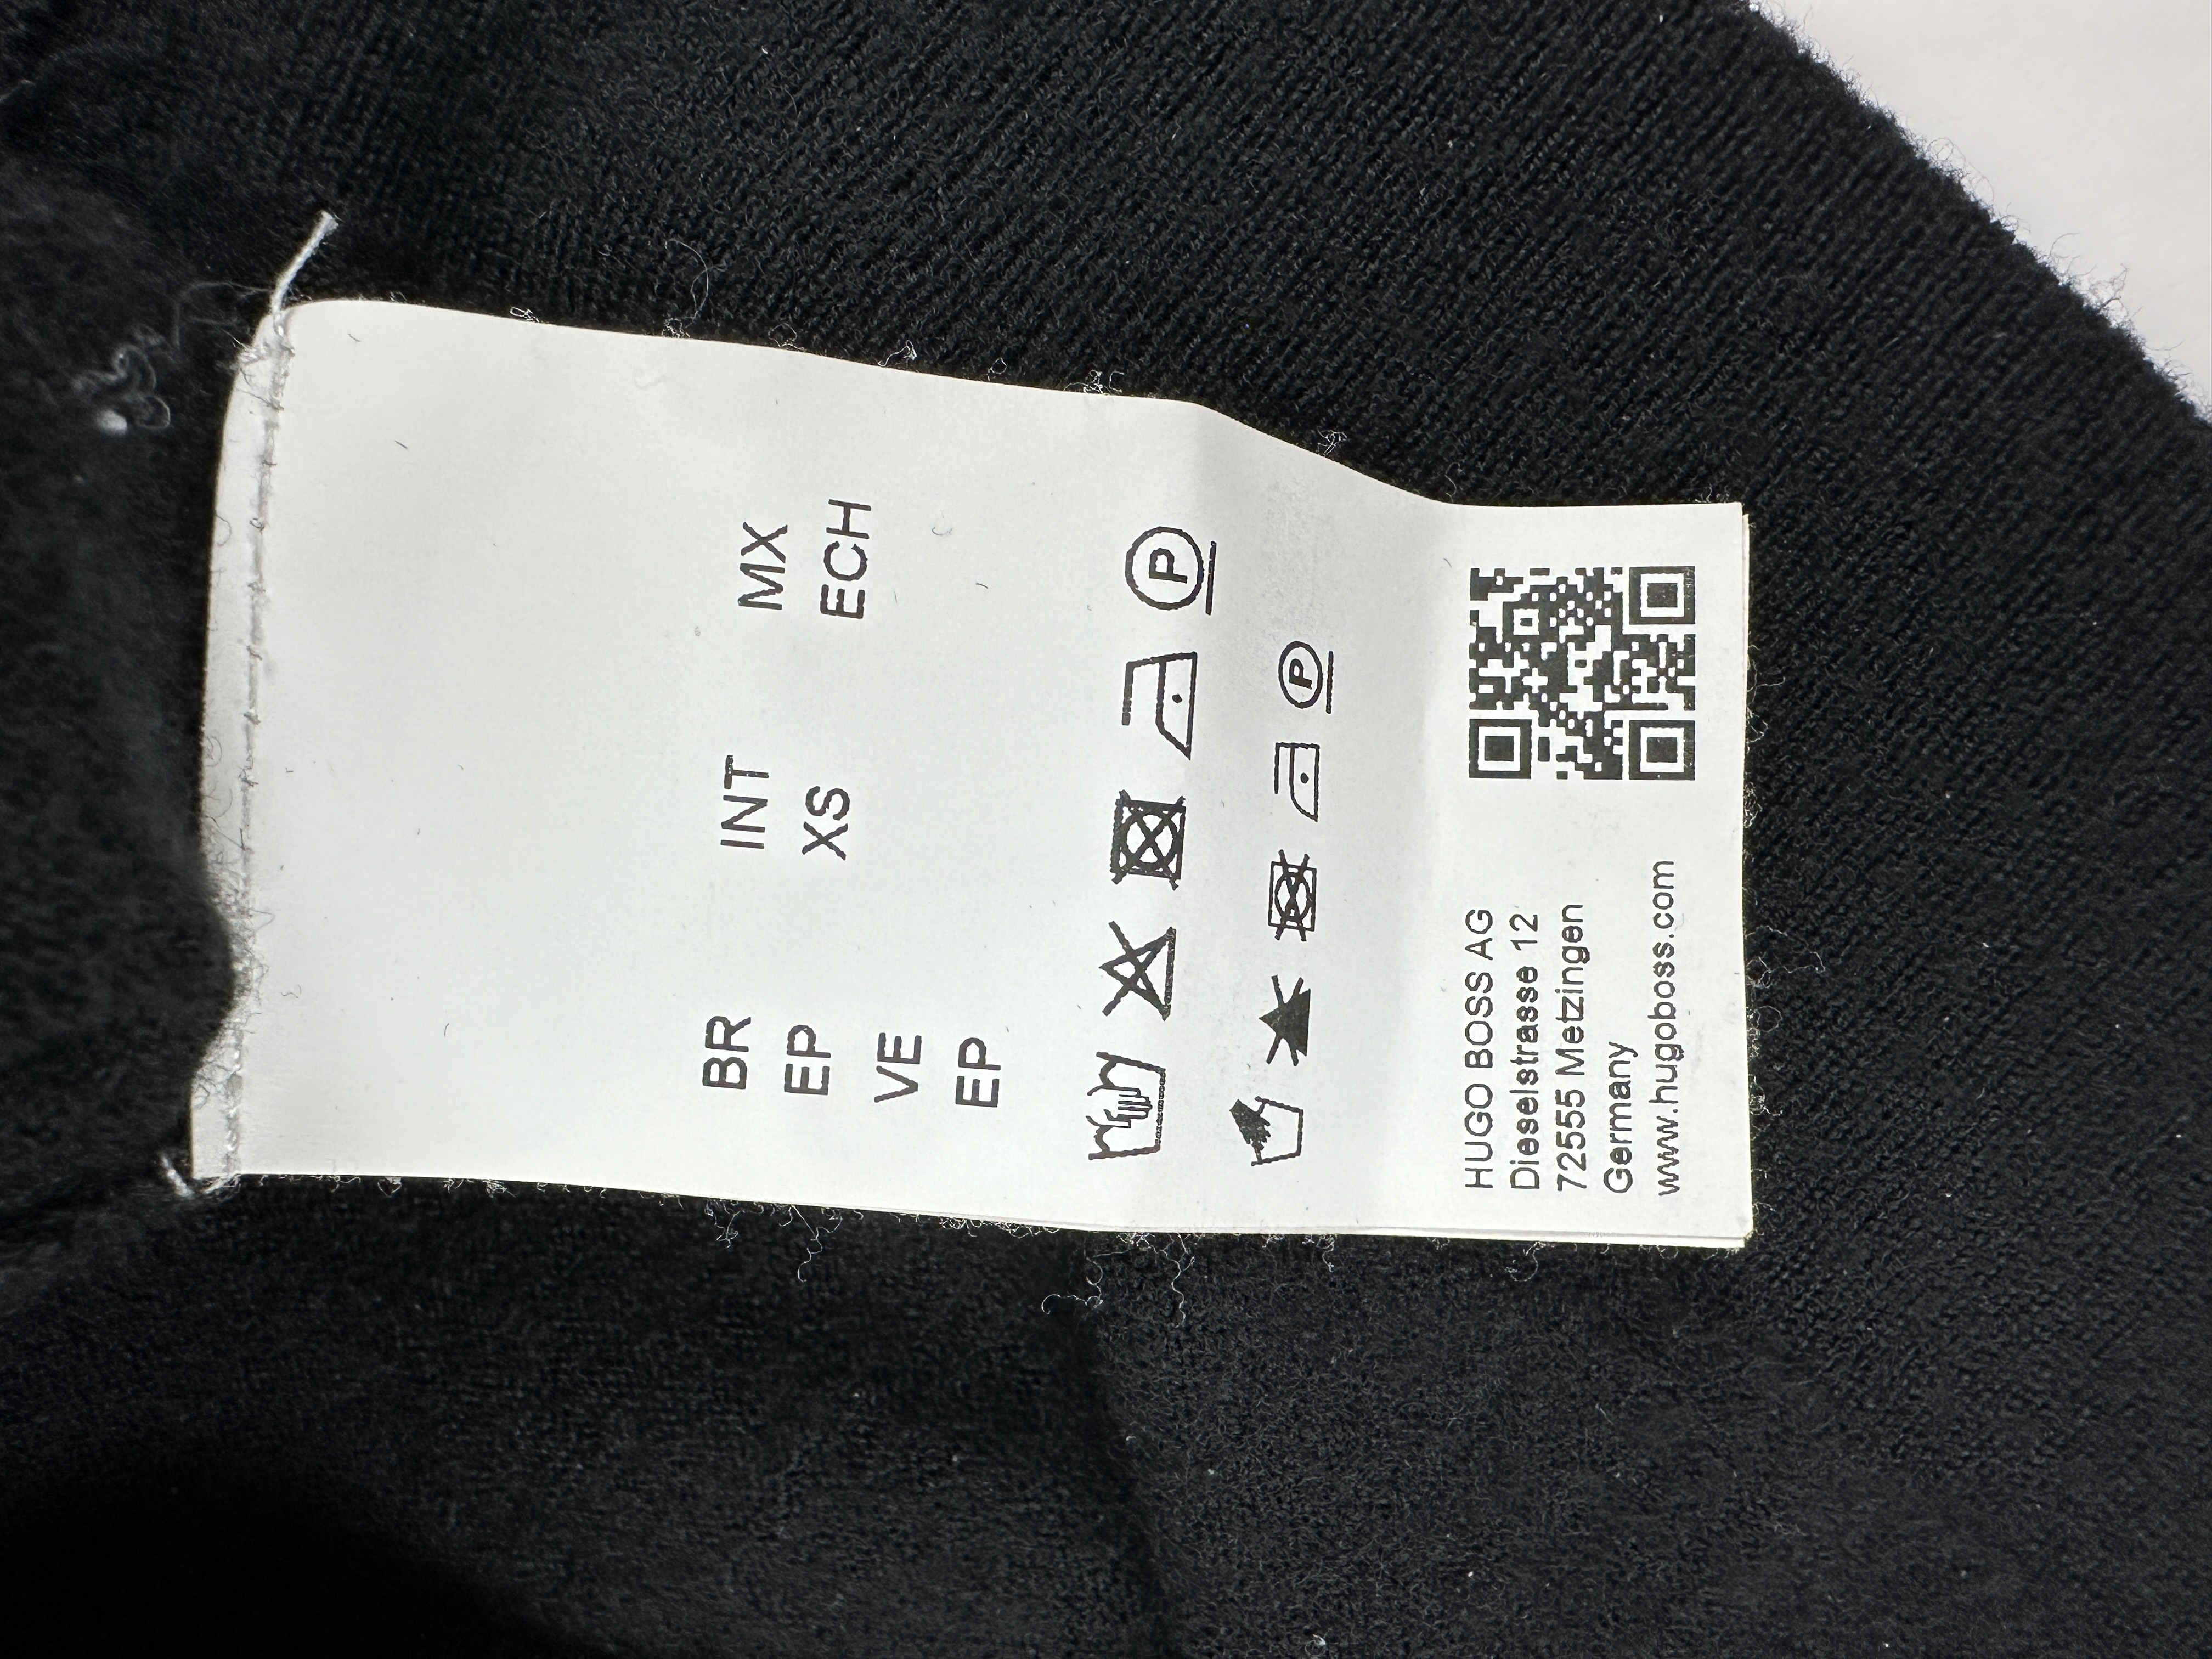 BR INT MX
EP XS ECH
VE
EP
P
P
HUGO BOSS AG
Dieselstrasse 12
72555 Metzingen
Germany
www.hugoboss.com